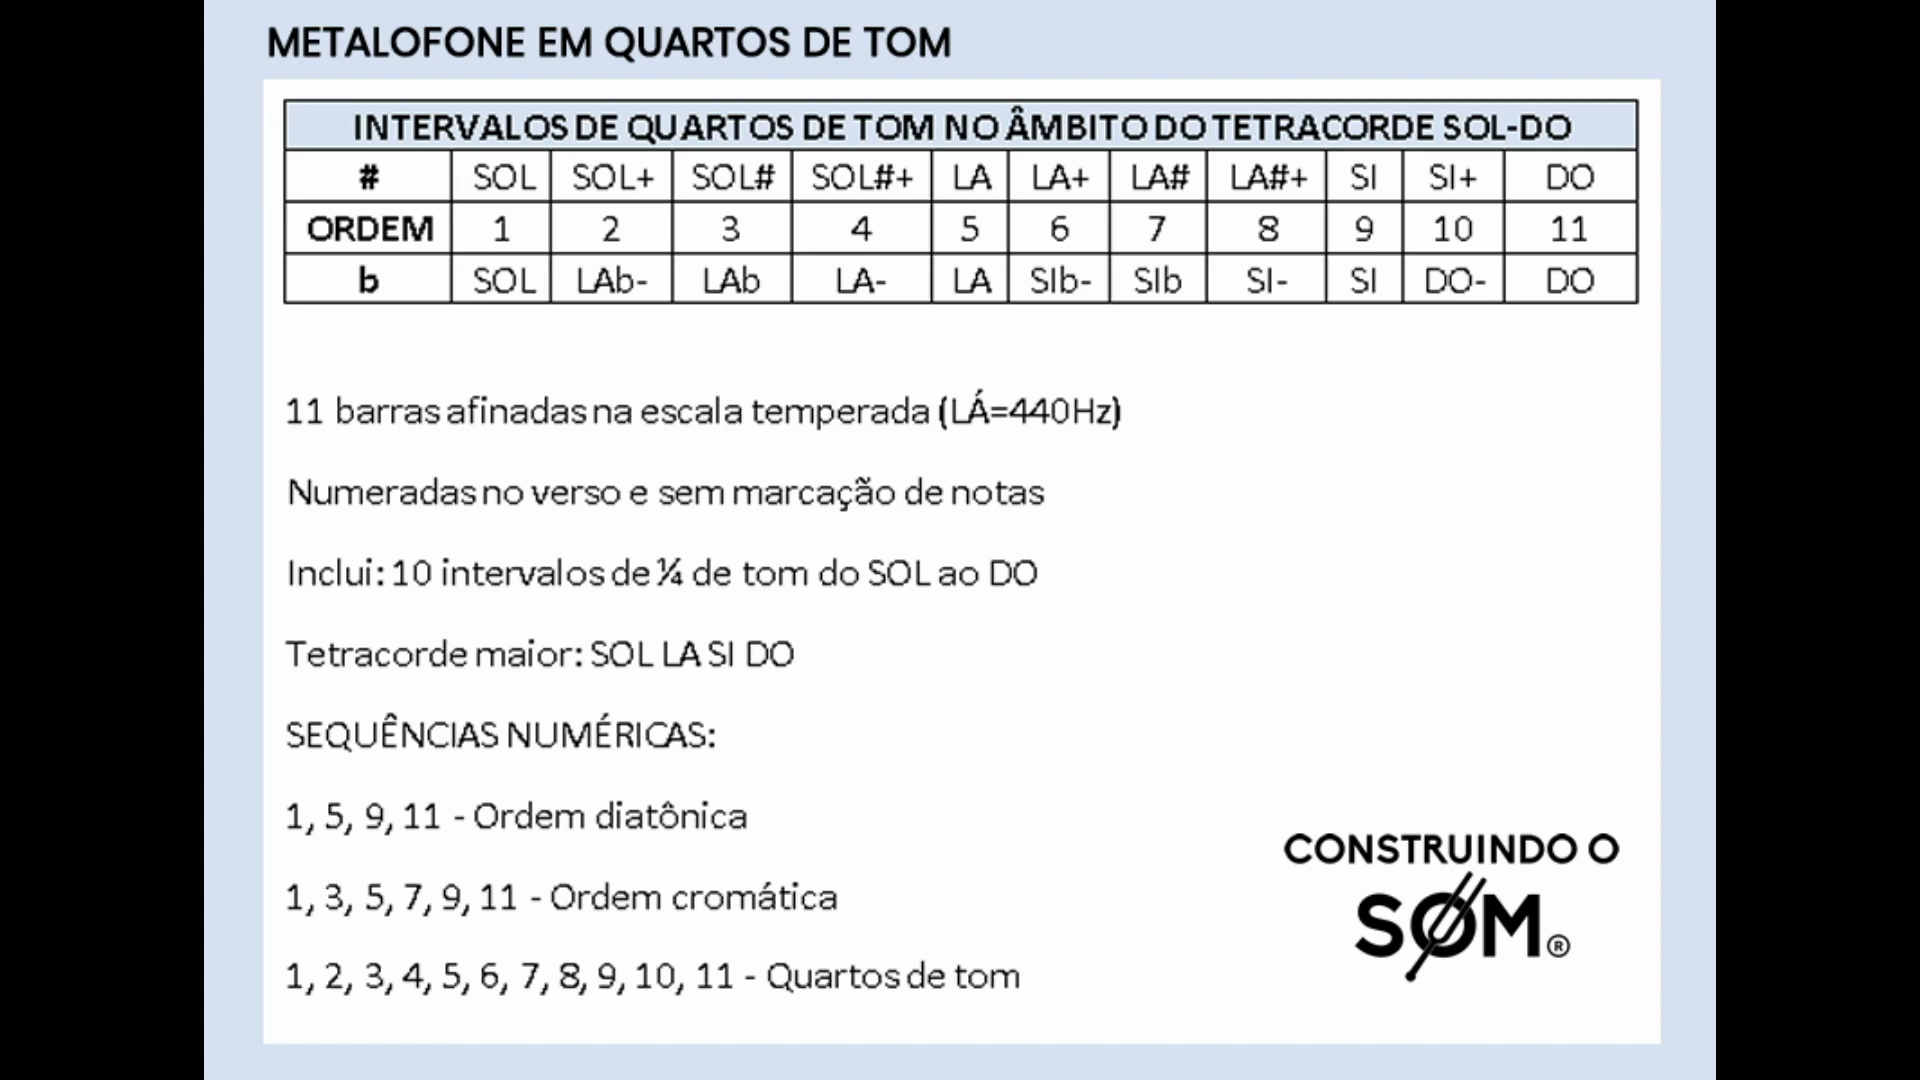 METALOFONE EM QUARTOS DE TOM
INTERVALOS DE QUARTOS DE TOM NO ÂMBITO DO TETRACORDE SOL-DO
# SOL SOL+ SOL# SOL#+ LA LA+ LA# LA#+ SI SI+ DO
ORDEM 1 2 3 4 5 6 7 8 9 10 11
b SOL LAb- LAb LA- LA SIb- SIb SI- SI DO- DO
11 barras afinadas na escala temperada (LÁ=440Hz)
Numeradas no verso e sem marcação de notas
Inclui: 10 intervalos de ¼ de tom do SOL ao DO
Tetracorde maior: SOL LA SI DO
SEQUÊNCIAS NUMÉRICAS:
1, 5, 9, 11 - Ordem diatônica
1, 3, 5, 7, 9, 11 - Ordem cromática
1, 2, 3, 4, 5, 6, 7, 8, 9, 10, 11 - Quartos de tom
CONSTRUINDO O
SOM®